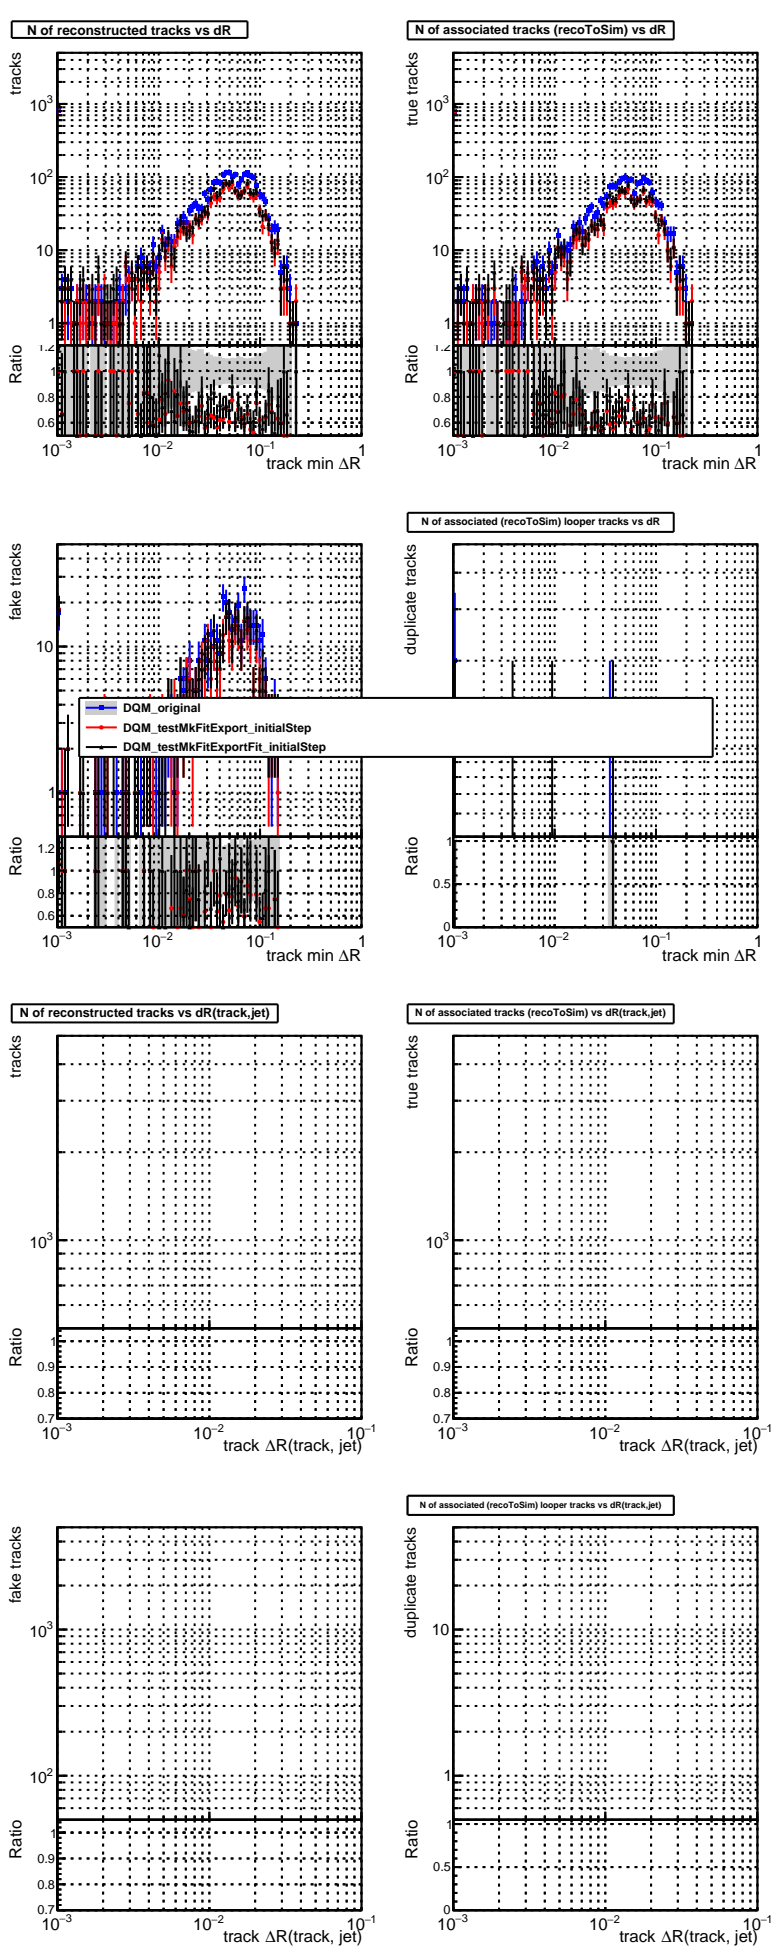 N of reconstructed tracks vs dR
N of associated tracks (recoToSim) vs dR
tracks
10³
10²
10
1
Ratio
1.2
1
0.8
0.6
10⁻³
10⁻²
10⁻¹
1
track min ΔR
true tracks
10³
10²
10
1
Ratio
1.2
1
0.8
0.6
10⁻³
10⁻²
10⁻¹
1
track min ΔR
N of associated (recoToSim) looper tracks vs dR
fake tracks
10
1
Ratio
1.2
1
0.8
0.6
10⁻³
10⁻²
10⁻¹
1
track min ΔR
duplicate tracks
Ratio
1
0.5
0
10⁻³
10⁻²
10⁻¹
1
track min ΔR
DQM_original
DQM_testMkFitExport_initialStep
DQM_testMkFitExportFit_initialStep
N of reconstructed tracks vs dR(track,jet)
N of associated tracks (recoToSim) vs dR(track,jet)
tracks
10³
Ratio
1
0.9
0.8
0.7
10⁻³
10⁻²
10⁻¹
track ΔR(track, jet)
true tracks
10³
Ratio
1
0.9
0.8
0.7
10⁻³
10⁻²
10⁻¹
track ΔR(track, jet)
N of associated (recoToSim) looper tracks vs dR(track,jet)
fake tracks
10³
10²
Ratio
1
0.9
0.8
0.7
10⁻³
10⁻²
10⁻¹
track ΔR(track, jet)
duplicate tracks
10
1
Ratio
1
0.5
0
10⁻³
10⁻²
10⁻¹
track ΔR(track, jet)